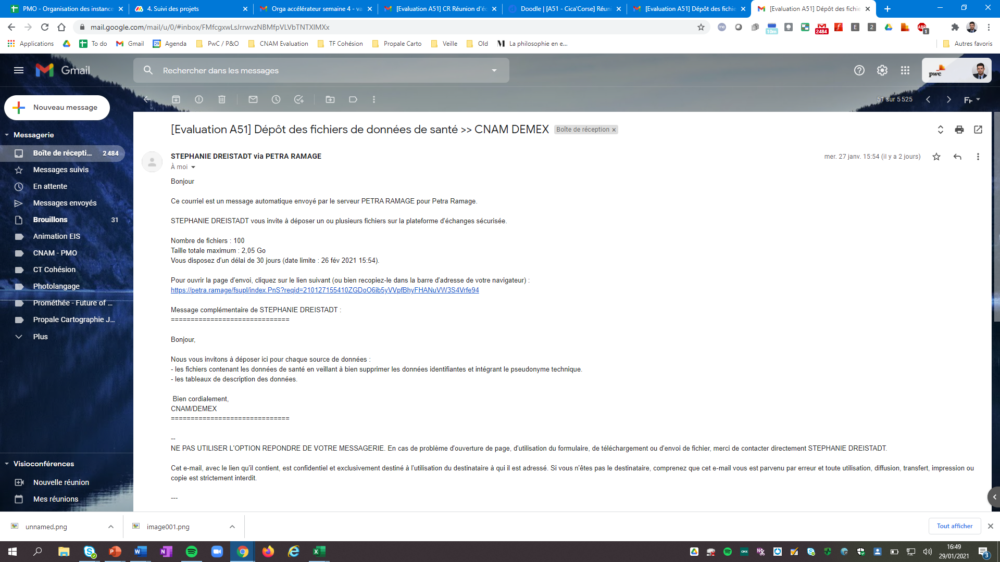 PMO - Organisation des instance
4. Suivi des projets
Orga accélérateur semaine 4 - va
[Evaluation A51] CR Réunion d'éc
Doodle | [A51 - Cica'Corse] Réun
[Evaluation A51] Dépôt des fichie
[Evaluation A51] Dépôt des fichie
mail.google.com/mail/u/0/#inbox/FMfcgxwLsJrrwvzNBMfpVLVbTNTXlMXx
10m
2484
E
2
ABP
1
Applications
To do
Gmail
Agenda
PwC / P&O
CNAM Evaluation
TF Cohésion
Propale Carto
Veille
Old
La philosophie en e...
Autres favoris
Gmail
Rechercher dans les messages
pwc
Nouveau message
51 sur 5 525
Fr
Messagerie
Boîte de récepti... 2 484
Messages suivis
En attente
Messages envoyés
Brouillons 31
Animation EIS
CNAM - PMO
CT Cohésion
Photolangage
Prométhée - Future of ...
Propale Cartographie J...
Plus
Visioconférences
Nouvelle réunion
Mes réunions
[Evaluation A51] Dépôt des fichiers de données de santé >> CNAM DEMEX
Boîte de réception ×
STEPHANIE DREISTADT via PETRA RAMAGE
mer. 27 janv. 15:54 (il y a 2 jours)
À moi
Bonjour
Ce courriel est un message automatique envoyé par le serveur PETRA RAMAGE pour Petra Ramage.
STEPHANIE DREISTADT vous invite à déposer un ou plusieurs fichiers sur la plateforme d'échanges sécurisée.
Nombre de fichiers : 100
Taille totale maximum : 2,05 Go
Vous disposez d'un délai de 30 jours (date limite : 26 fév 2021 15:54).
Pour ouvrir la page d'envoi, cliquez sur le lien suivant (ou bien recopiez-le dans la barre d'adresse de votre navigateur) :
https://petra.ramage/fsupl/index.PnS?reqid=210127155410ZGDoO6ib5yVVpfBhyFHANuVW3S4Vrfe94
Message complémentaire de STEPHANIE DREISTADT :
==============================
Bonjour,
Nous vous invitons à déposer ici pour chaque source de données :
- les fichiers contenant les données de santé en veillant à bien supprimer les données identifiantes et intégrant le pseudonyme technique.
- les tableaux de description des données.
Bien cordialement,
CNAM/DEMEX
==============================
--
NE PAS UTILISER L'OPTION REPONDRE DE VOTRE MESSAGERIE. En cas de problème d'ouverture de page, d'utilisation du formulaire, de téléchargement ou d'envoi de fichier, merci de contacter directement STEPHANIE DREISTADT.
Cet e-mail, avec le lien qu'il contient, est confidentiel et exclusivement destiné à l'utilisation du destinataire à qui il est adressé. Si vous n'êtes pas le destinataire, comprenez que cet e-mail vous est parvenu par erreur et toute utilisation, diffusion, transfert, impression ou
copie est strictement interdit.
---
unnamed.png
image001.png
Tout afficher
16:49
29/01/2021
3